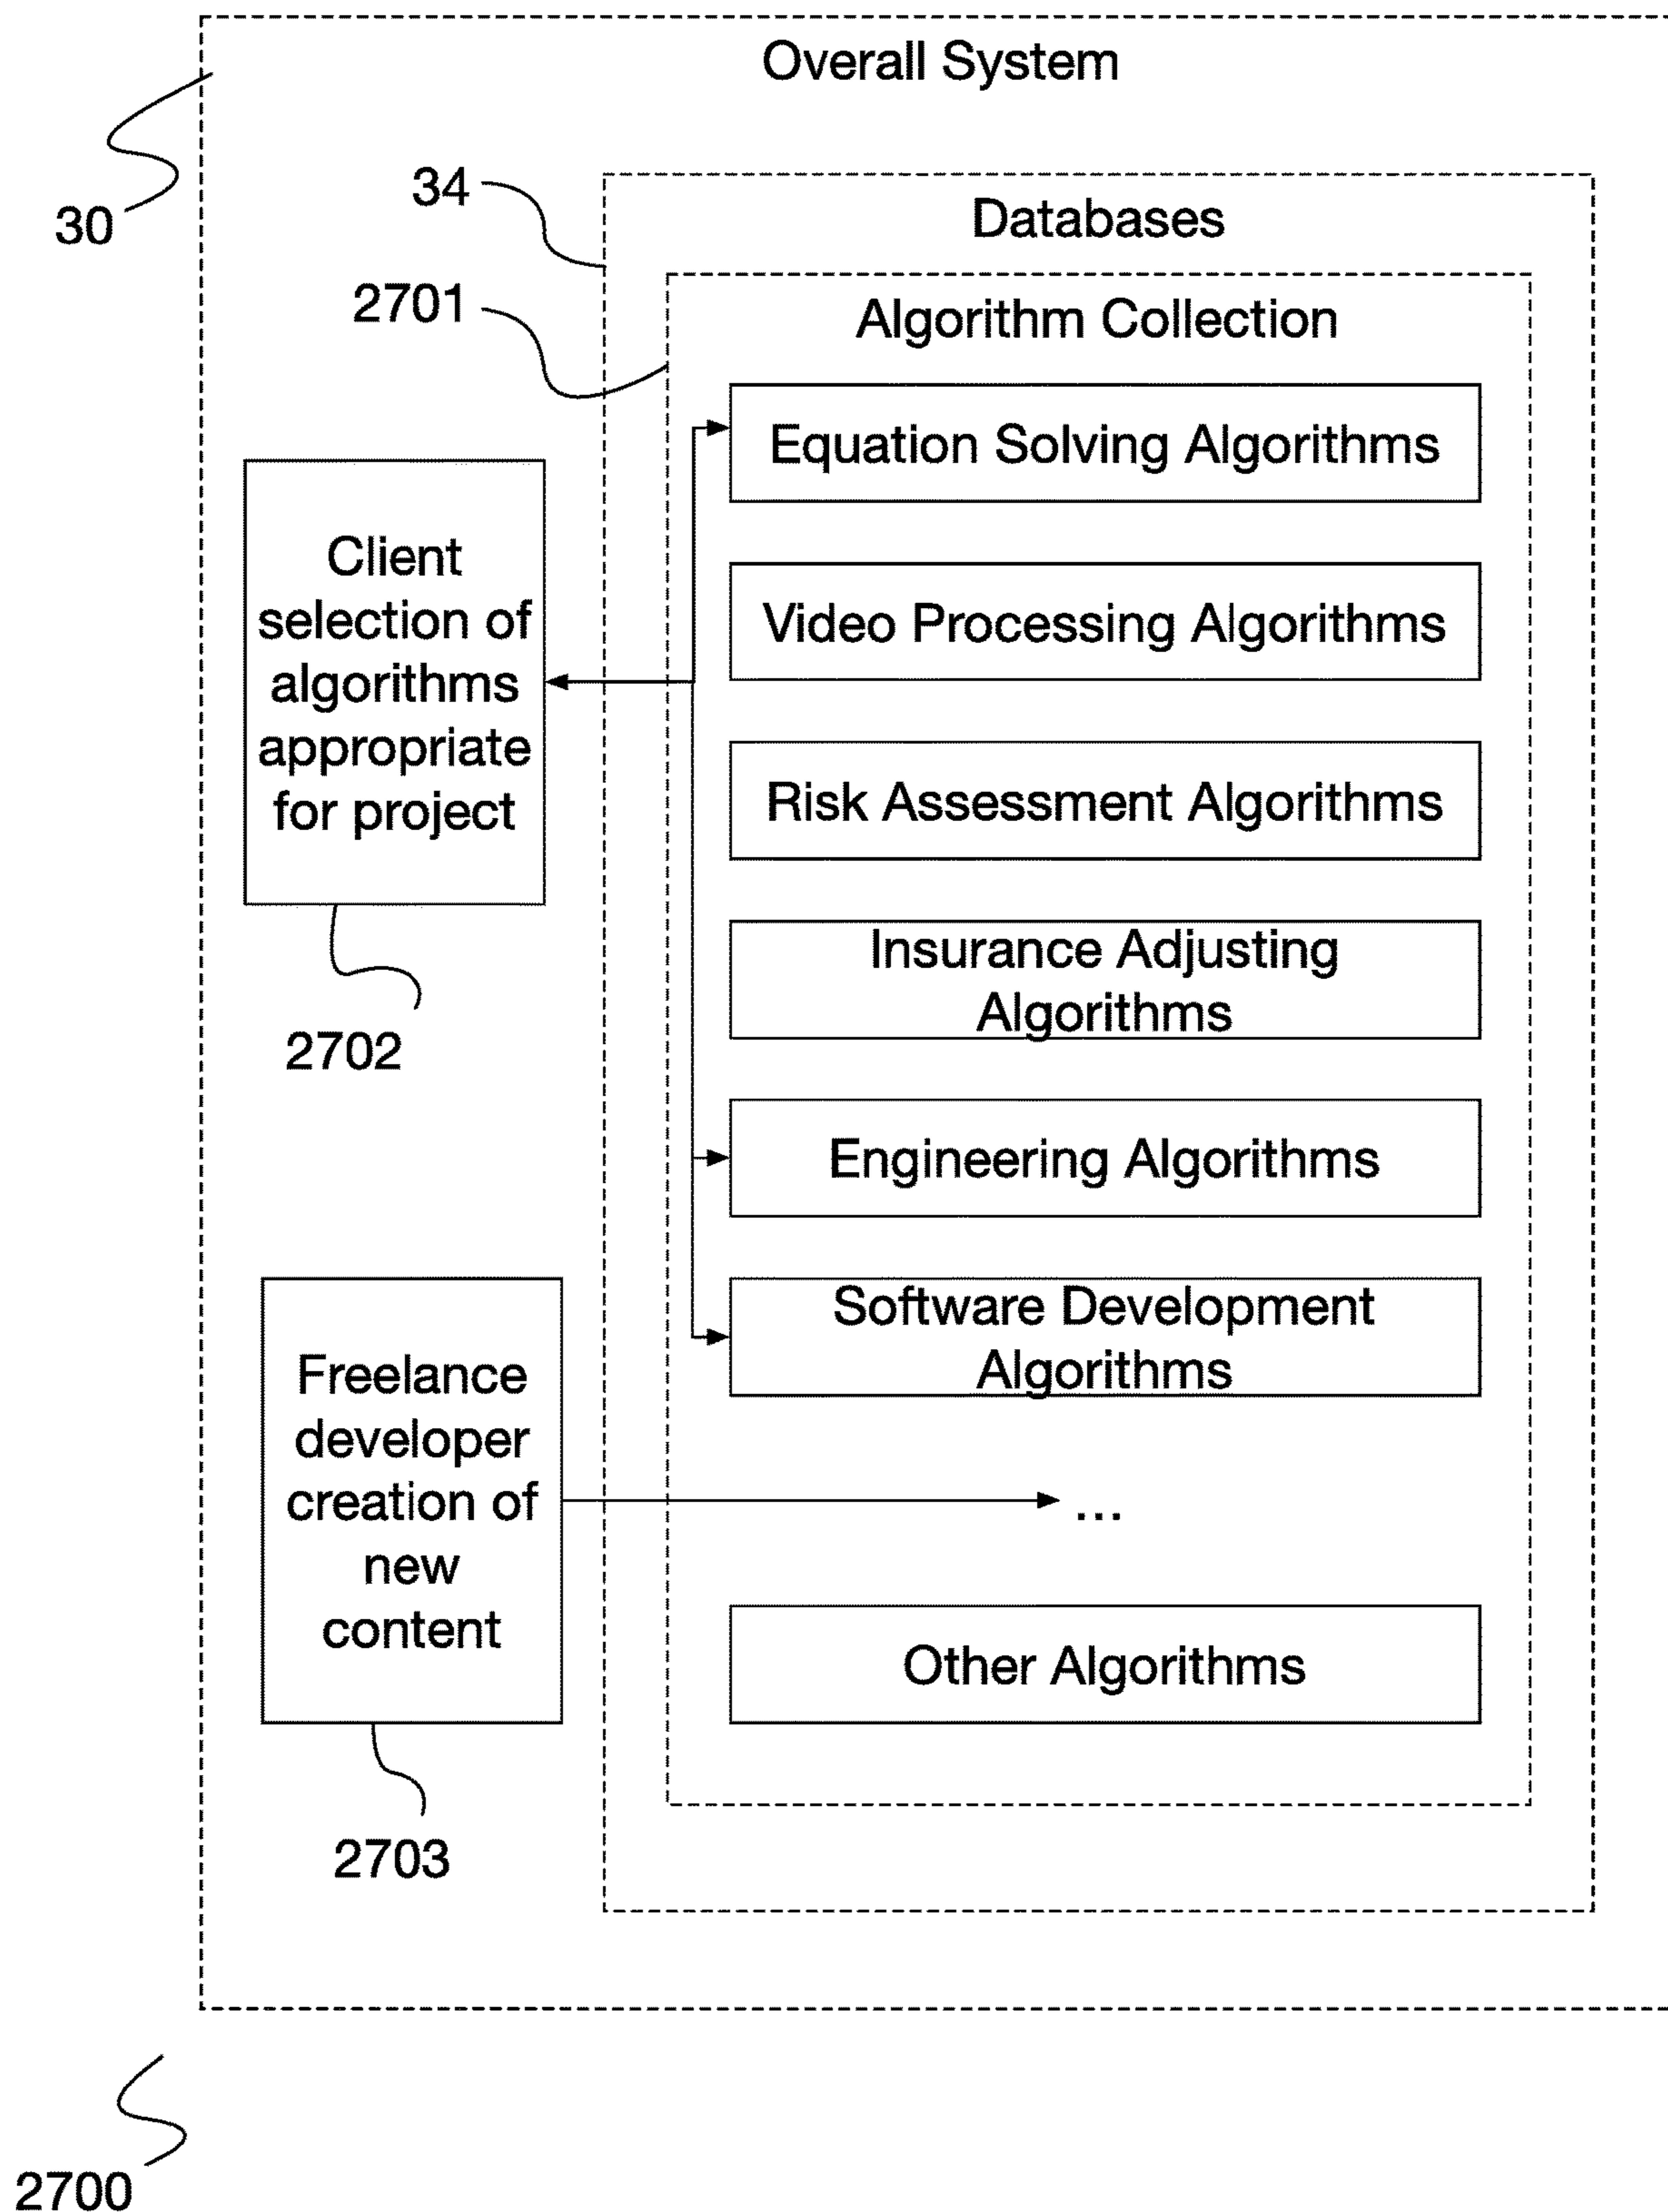 Overall System
30
34
Databases
2701
Algorithm Collection
Equation Solving Algorithms
Client
selection of
algorithms
appropriate
for project
Video Processing Algorithms
Risk Assessment Algorithms
Insurance Adjusting
Algorithms
2702
Engineering Algorithms
Software Development
Algorithms
Freelance
developer
creation of
new
content
...
Other Algorithms
2703
2700